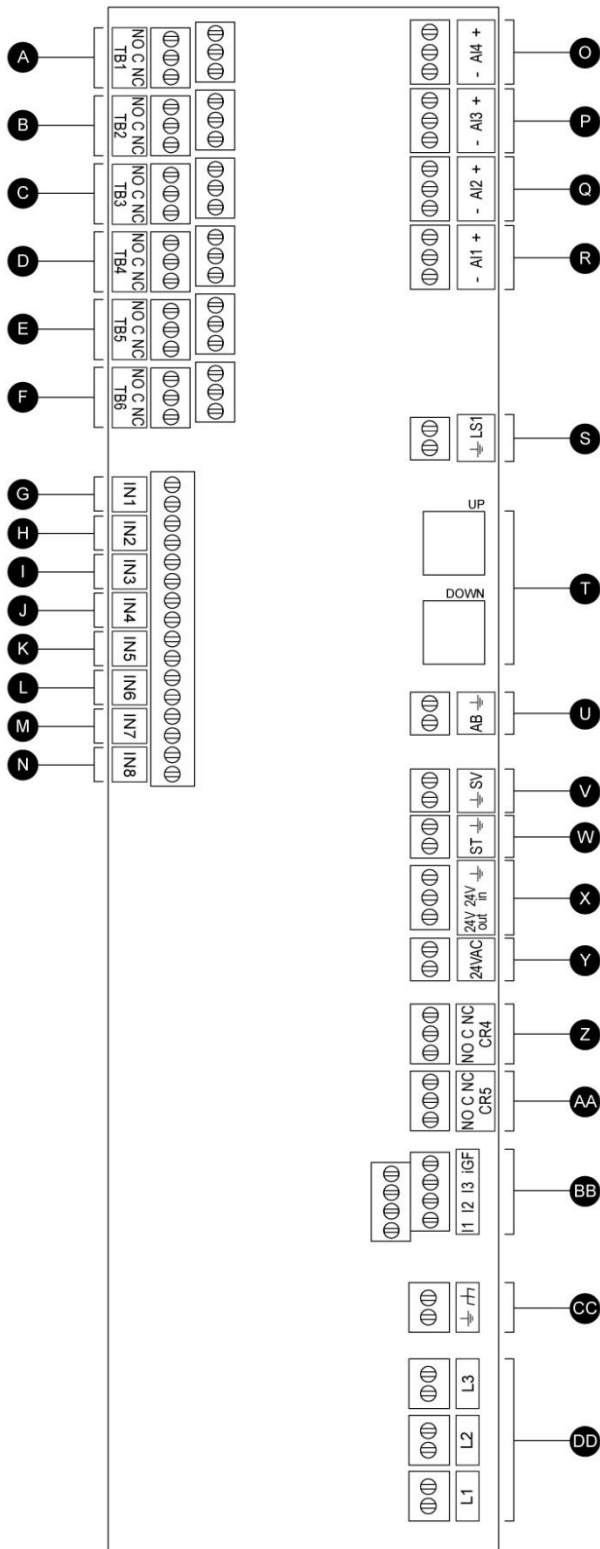 A
NO C NC
TB1
B
NO C NC
TB2
C
NO C NC
TB3
D
NO C NC
TB4
E
NO C NC
TB5
F
NO C NC
TB6
G
IN1
H
IN2
I
IN3
J
IN4
K
IN5
L
IN6
M
IN7
N
IN8
- AI4 +
O
- AI3 +
P
- AI2 +
Q
- AI1 +
R
LS1
S
UP
DOWN
T
AB
U
SV
V
ST
W
24V 24V
out in
X
24VAC
Y
NO C NC
CR4
Z
NO C NC
CR5
AA
I1 I2 I3 iGF
BB
CC
L3
L2
L1
DD